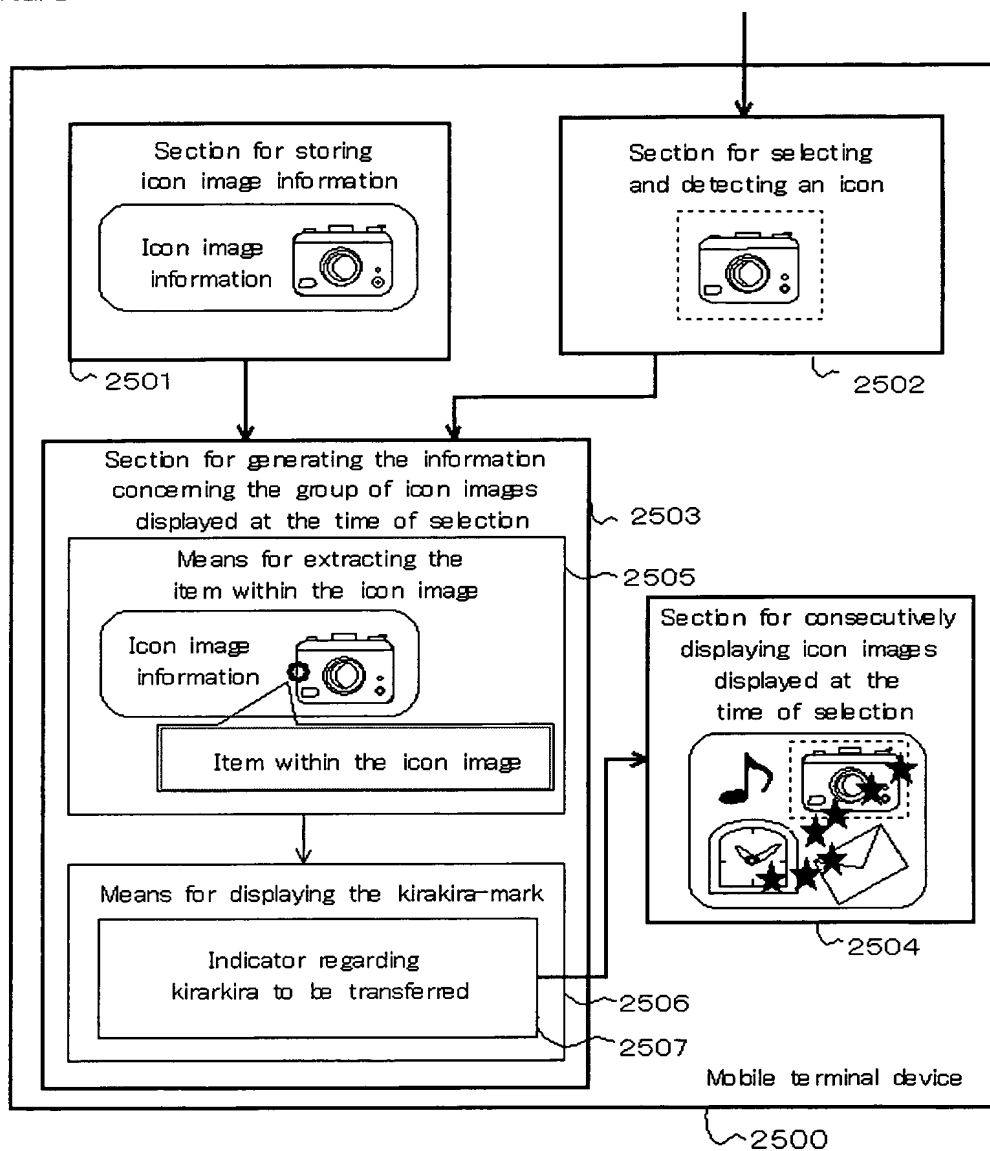 Section for storing
icon image information
Icon image
information
2501
Section for selecting
and detecting an icon
2502
Section for generating the information
concerning the group of icon images
displayed at the time of selection
2503
Means for extracting the
item within the icon image
2505
Icon image
information
Item within the icon image
Means for displaying the kirakira-mark
Indicator regarding
kirarkira to be transferred
2506
2507
Section for consecutively
displaying icon images
displayed at the
time of selection
2504
Mobile terminal device
2500